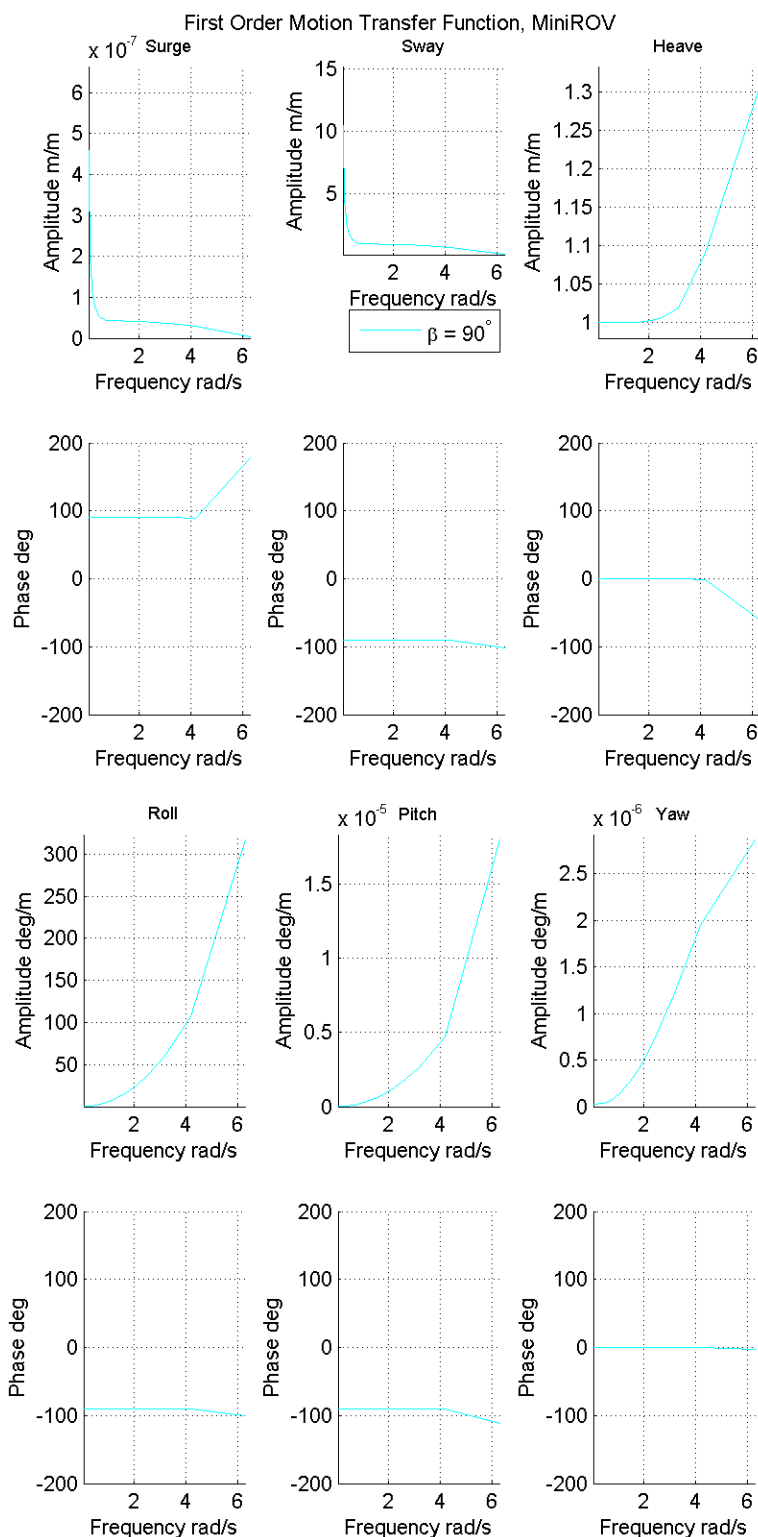 First Order Motion Transfer Function, MiniROV
x 10⁻⁷ Surge
Amplitude m/m
6
5
4
3
2
1
0
2 4 6
Frequency rad/s
Sway
Amplitude m/m
15
10
5
2 4 6
Frequency rad/s
β = 90°
Heave
Amplitude m/m
1.3
1.25
1.2
1.15
1.1
1.05
1
2 4 6
Frequency rad/s
Phase deg
200
100
0
-100
-200
2 4 6
Frequency rad/s
Phase deg
200
100
0
-100
-200
2 4 6
Frequency rad/s
Phase deg
200
100
0
-100
-200
2 4 6
Frequency rad/s
Roll
Amplitude deg/m
300
250
200
150
100
50
2 4 6
Frequency rad/s
x 10⁻⁵ Pitch
1.5
1
0.5
0
2 4 6
Frequency rad/s
x 10⁻⁶ Yaw
Amplitude deg/m
2.5
2
1.5
1
0.5
0
2 4 6
Frequency rad/s
Phase deg
200
100
0
-100
-200
2 4 6
Frequency rad/s
Phase deg
200
100
0
-100
-200
2 4 6
Frequency rad/s
Phase deg
200
100
0
-100
-200
2 4 6
Frequency rad/s